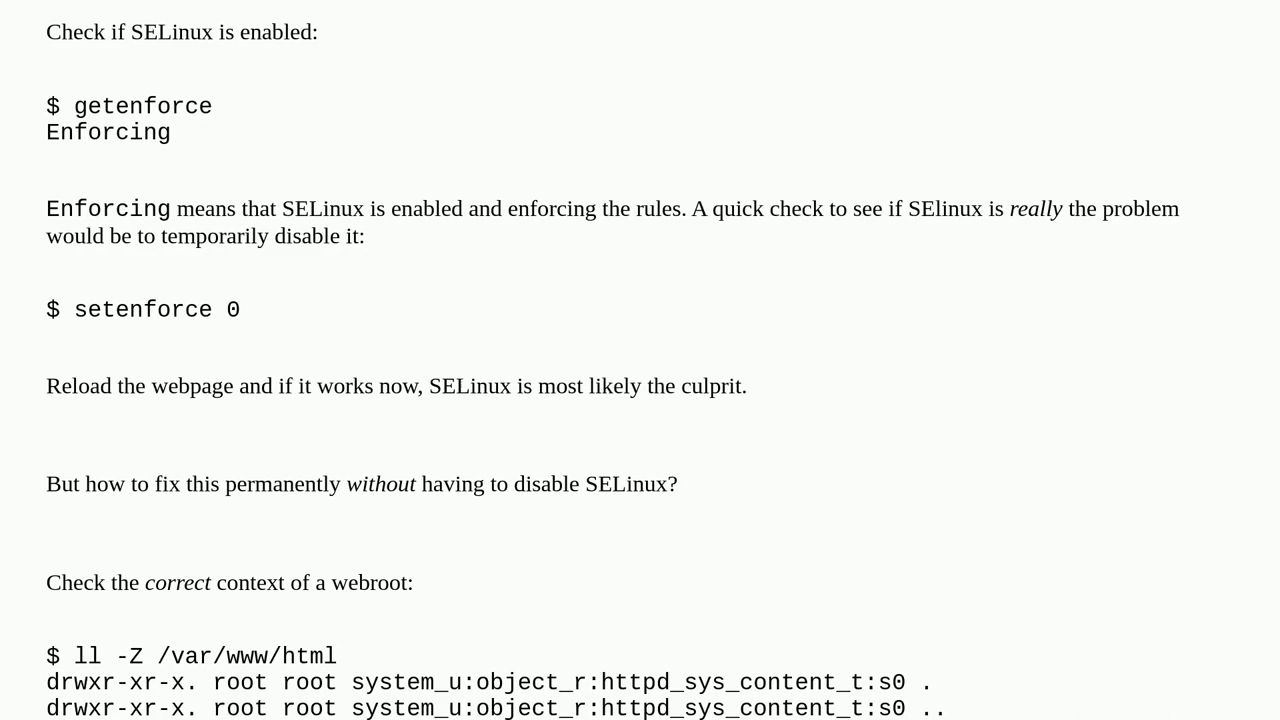 Check if SELinux is enabled:
$ getenforce
Enforcing
Enforcing means that SELinux is enabled and enforcing the rules. A quick check to see if SElinux is really the problem
would be to temporarily disable it:
$ setenforce 0
Reload the webpage and if it works now, SELinux is most likely the culprit.
But how to fix this permanently without having to disable SELinux?
Check the correct context of a webroot:
$ ll -Z /var/www/html
drwxr-xr-x. root root system_u:object_r:httpd_sys_content_t:s0 .
drwxr-xr-x. root root system_u:object_r:httpd_sys_content_t:s0 ..